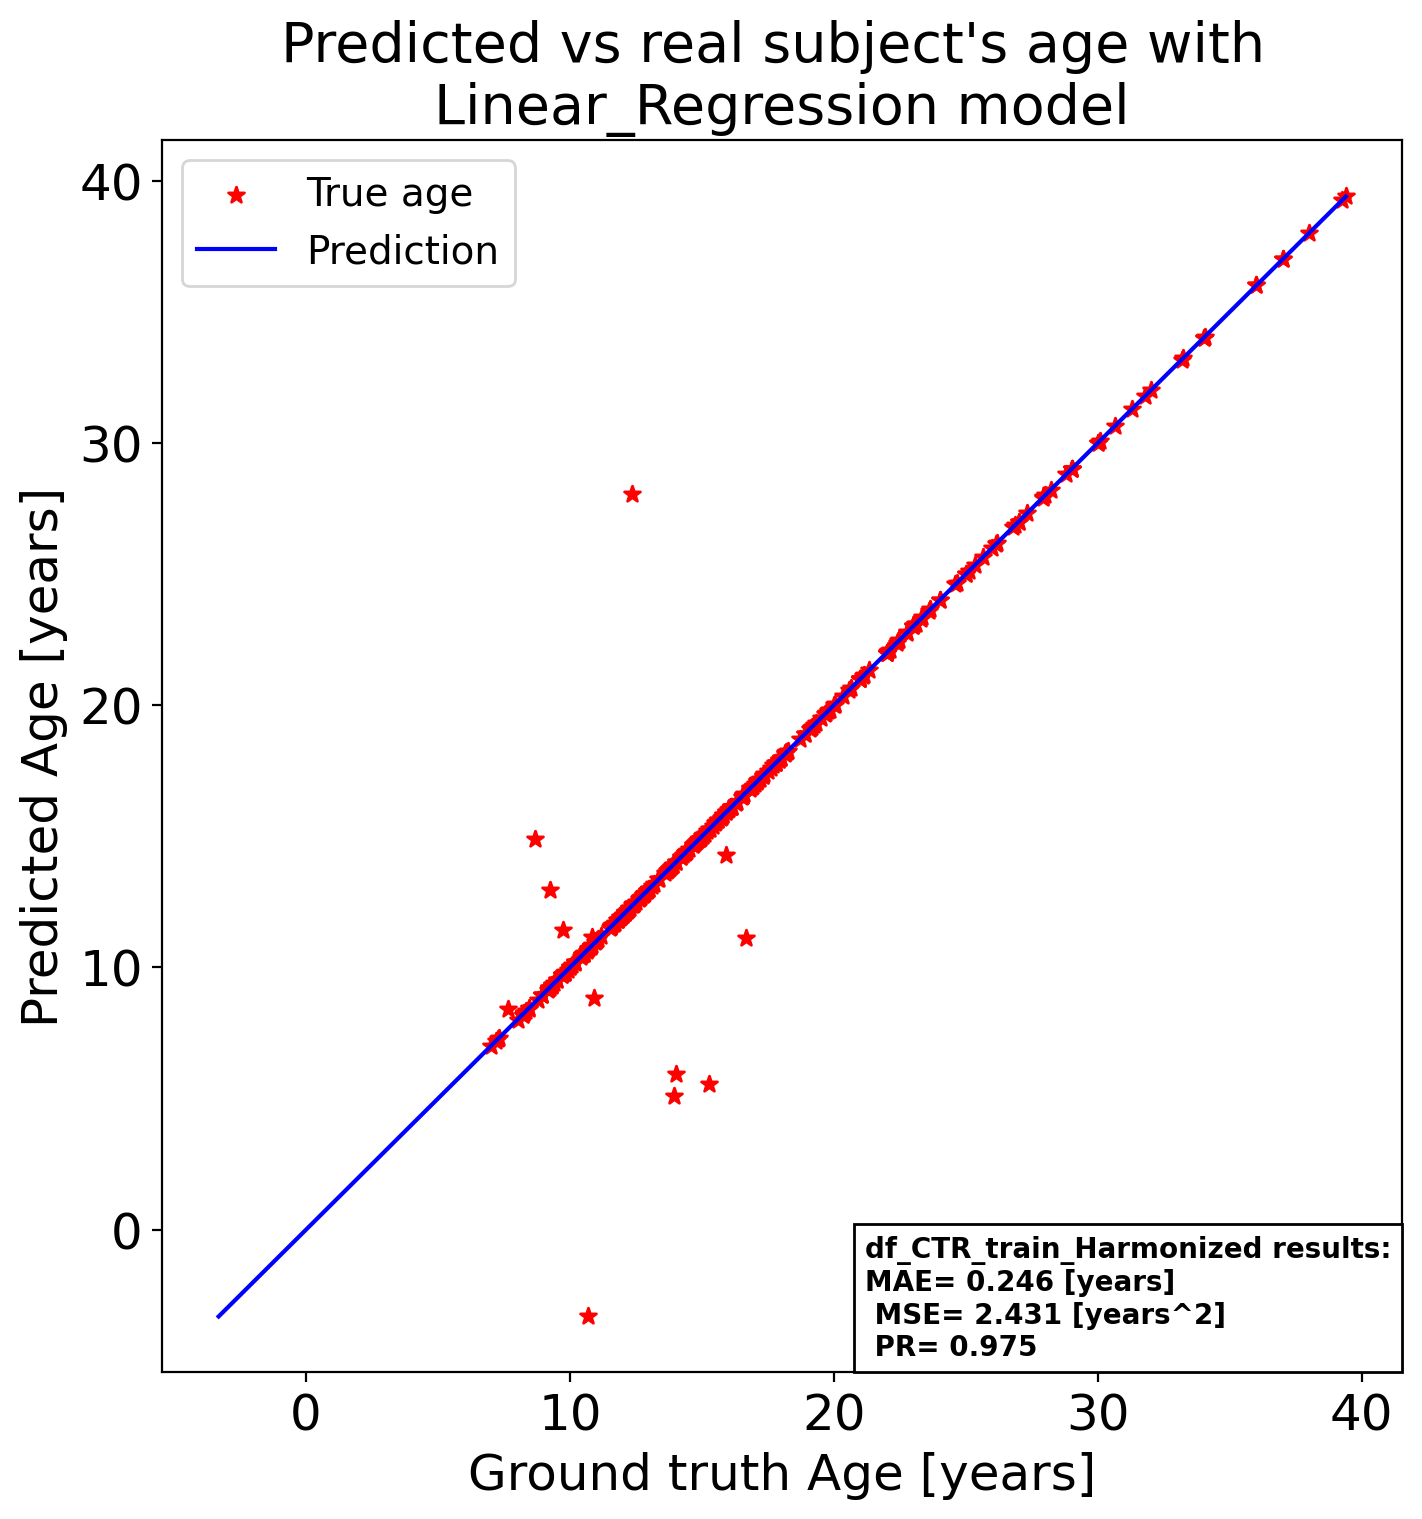 Predicted vs real subject's age with
Linear_Regression model
True age
Prediction
40
30
20
10
0
Predicted Age [years]
df_CTR_train_Harmonized results:
MAE= 0.246 [years]
MSE= 2.431 [years^2]
PR= 0.975
0 10 20 30 40
Ground truth Age [years]